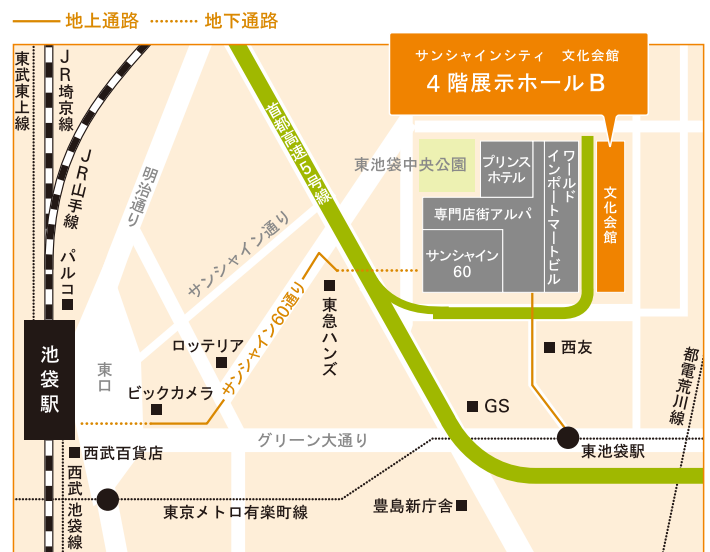 地上通路 地下通路
サンシャインシティ 文化会館
4階展示ホールB
東武東上線
JR埼京線
JR山手線
明治通り
首都高速5号線
東池袋中央公園
プリンス
ホテル
ワールド
インポートマートビル
文化会館
専門店街アルパ
サンシャイン
60
サンシャイン通り
パルコ
サンシャイン60通り
東急ハンズ
池袋駅
東口
ロッテリア
ビックカメラ
西友
都電荒川線
GS
グリーン大通り
東池袋駅
西武百貨店
西武池袋線
東京メトロ有楽町線
豊島新庁舎